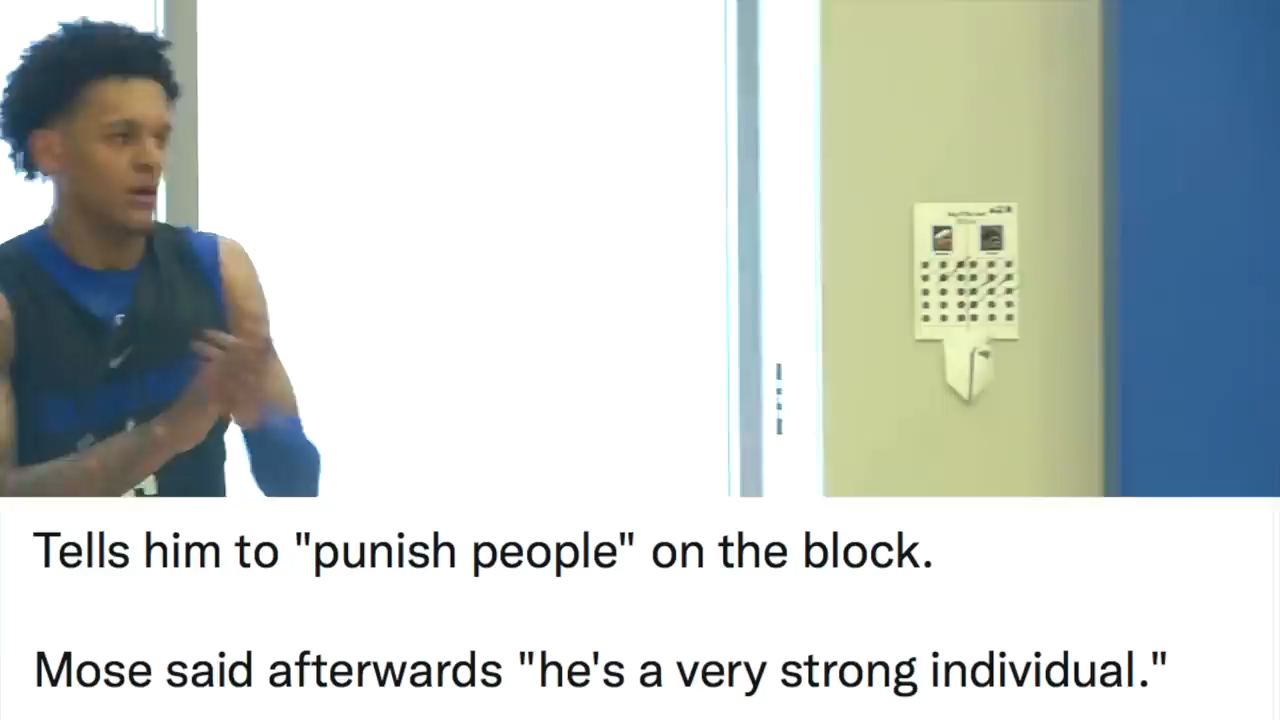 Tells him to "punish people" on the block.
Mose said afterwards "he's a very strong individual."